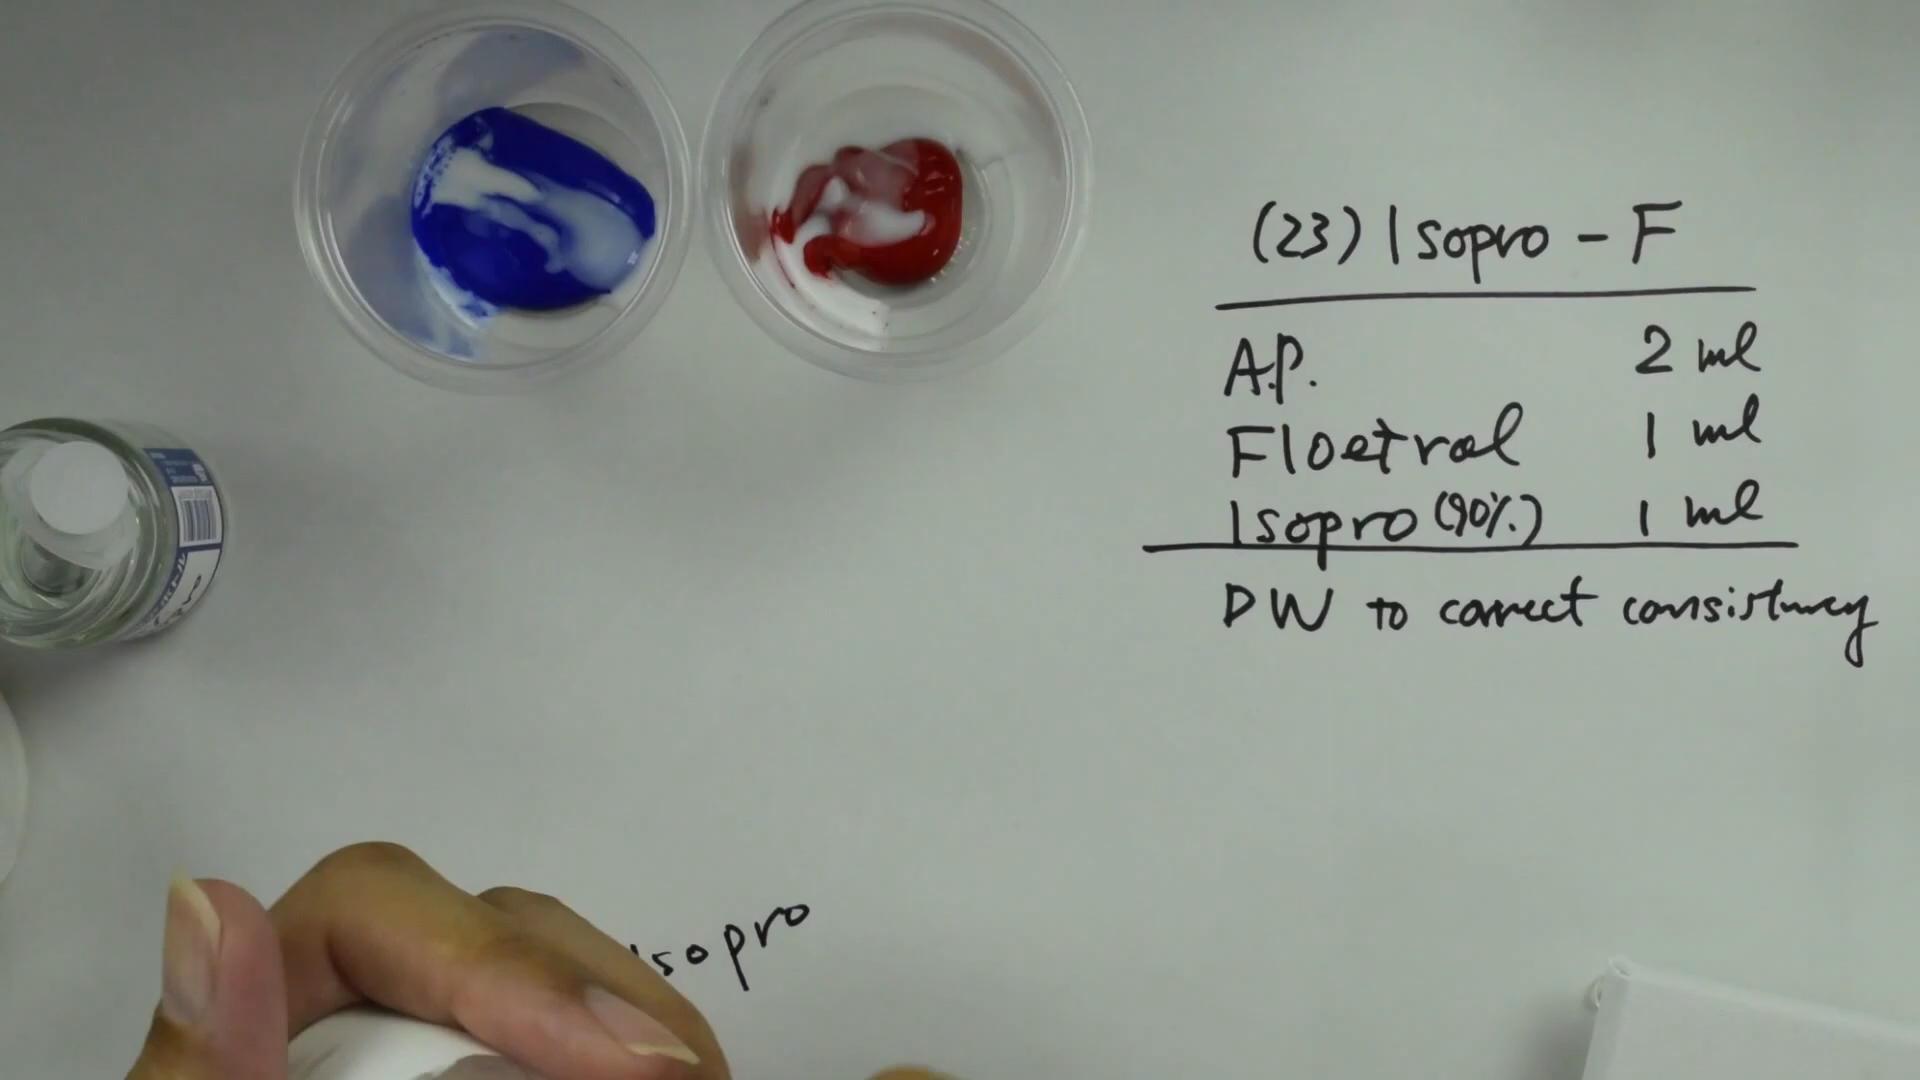 (23) Isopro - F
A.P. 2 ml
Floetrol 1 ml
Isopro (90%) 1 ml
DW to correct consistency
Isopro